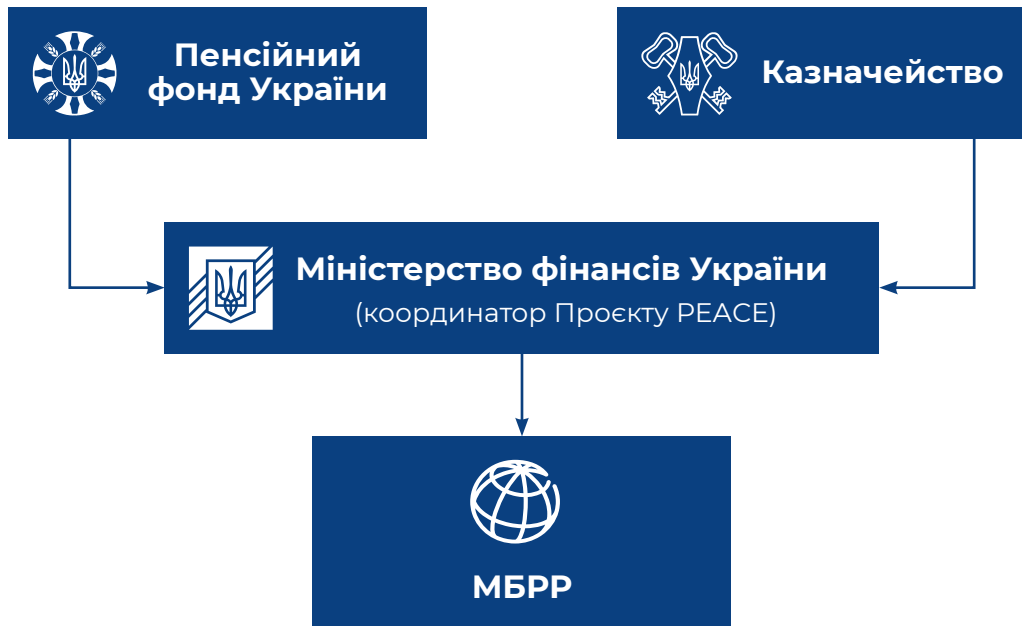 Пенсійний
фонд України
Казначейство
Міністерство фінансів України
(координатор Проєкту PEACE)
МБРР